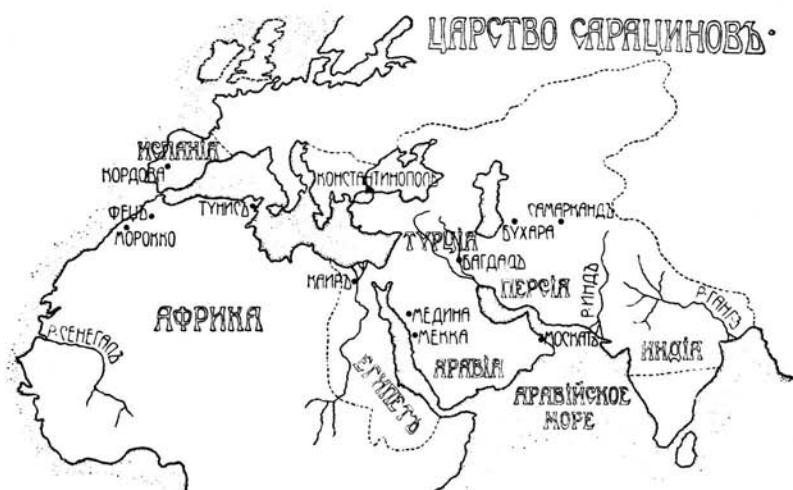 ЦАРСТВО САРАЦИНОВЪ.
ИСПАНІЯ
КОРДОВА
КОНСТАНТИНОПОЛЬ
ФЕЦЪ
МОРОККО
ТУНИСЪ
САМАРКАНДЪ
БУХАРА
ТУРЦІЯ
БАГДАДЪ
КАИРЪ
ПЕРСІЯ
Р. ИНДЪ
Р. ГАНГЪ
АФРИКА
МЕДИНА
МЕККА
МОСКАТЪ
Р. СЕНЕГАЛЪ
АРАВІЯ
ИНДІЯ
ЕГИПЕТЪ
АРАВІЙСКОЕ
МОРЕ